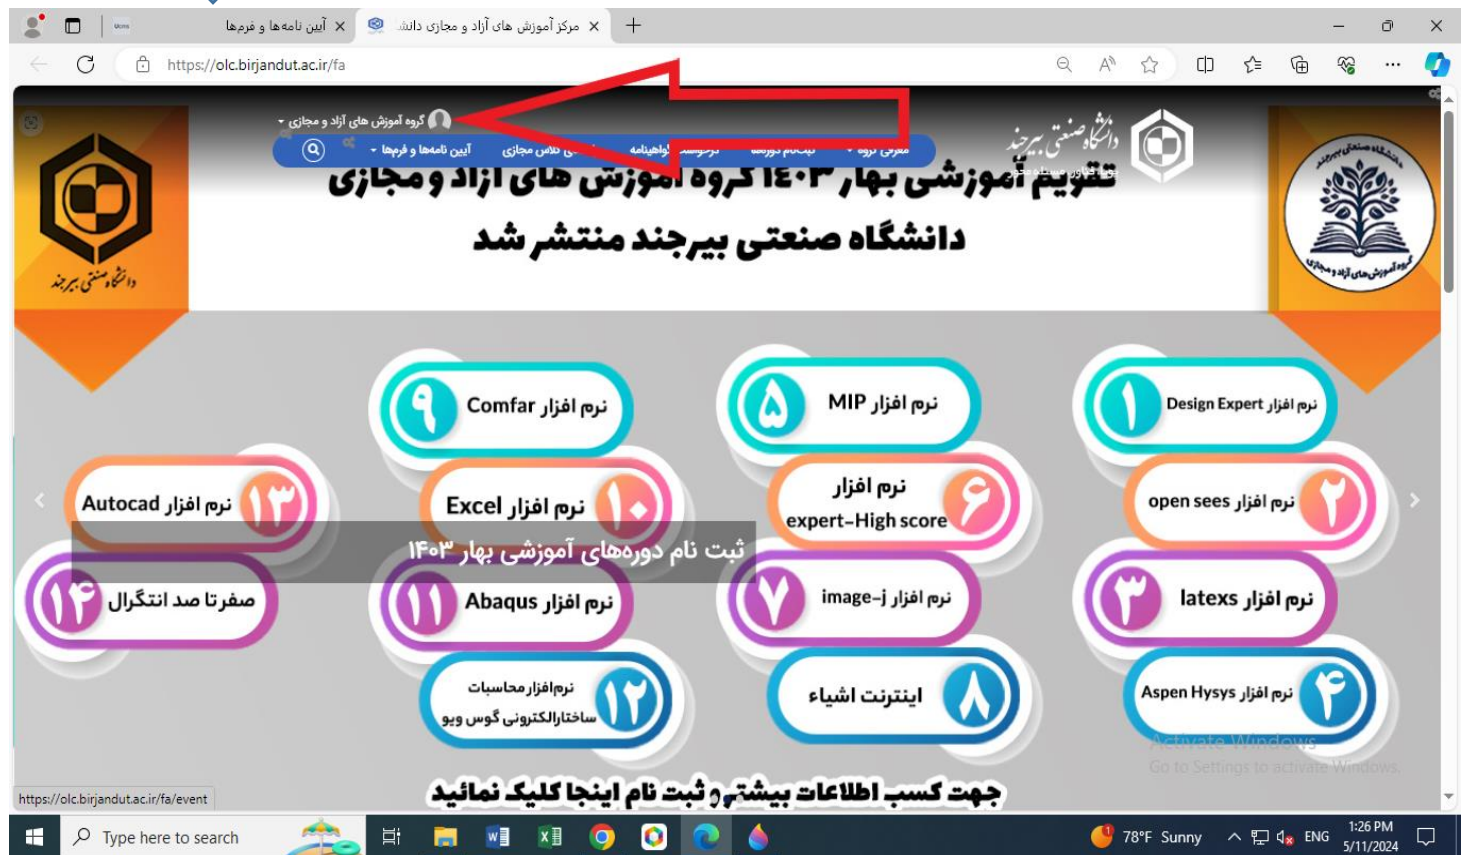 آیین نامه‌ها و فرم‌ها
مرکز آموزش های آزاد و مجازی دانش
https://olc.birjandut.ac.ir/fa
گروه آموزش های آزاد و مجازی
آیین نامه‌ها و فرم‌ها
کلاس مجازی
دانشگاه صنعتی بیرجند
تقویم آموزشی بهار ۱۴۰۳ گروه آموزش های آزاد و مجازی
دانشگاه صنعتی بیرجند منتشر شد
دانشگاه صنعتی بیرجند
گروه آموزش‌های آزاد و مجازی
۱ نرم افزار Design Expert
۲ نرم افزار open sees
۳ نرم افزار latexs
۴ نرم افزار Aspen Hysys
۵ نرم افزار MIP
۶ نرم افزار
expert-High score
۷ نرم افزار image-j
۸ اینترنت اشیاء
۹ نرم افزار Comfar
۱۰ نرم افزار Excel
۱۱ نرم افزار Abaqus
۱۲ نرم‌افزار محاسبات
ساختارالکترونی گوس ویو
۱۳ نرم افزار Autocad
۱۴ صفر تا صد انتگرال
ثبت نام دوره‌های آموزشی بهار ۱۴۰۳
جهت کسب اطلاعات بیشتر و ثبت نام اینجا کلیک نمائید
Activate Windows
Go to Settings to activate Windows.
https://olc.birjandut.ac.ir/fa/event
Type here to search
78°F Sunny
ENG
1:26 PM
5/11/2024